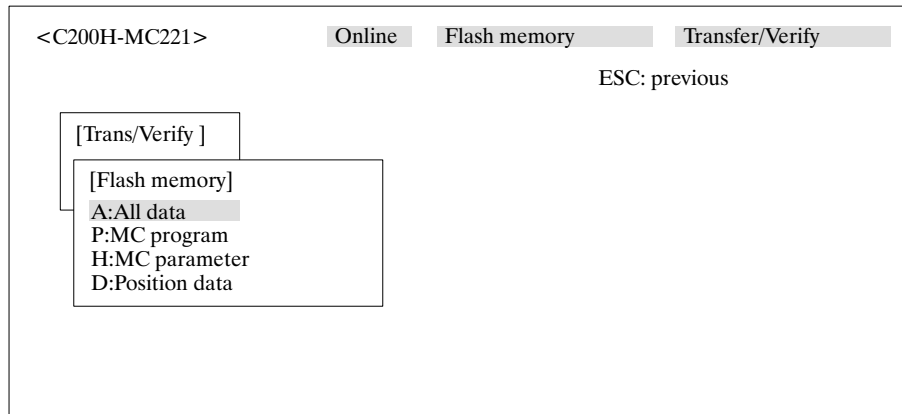 <C200H-MC221> Online Flash memory Transfer/Verify
ESC: previous
[Trans/Verify ]
[Flash memory]
A:All data
P:MC program
H:MC parameter
D:Position data